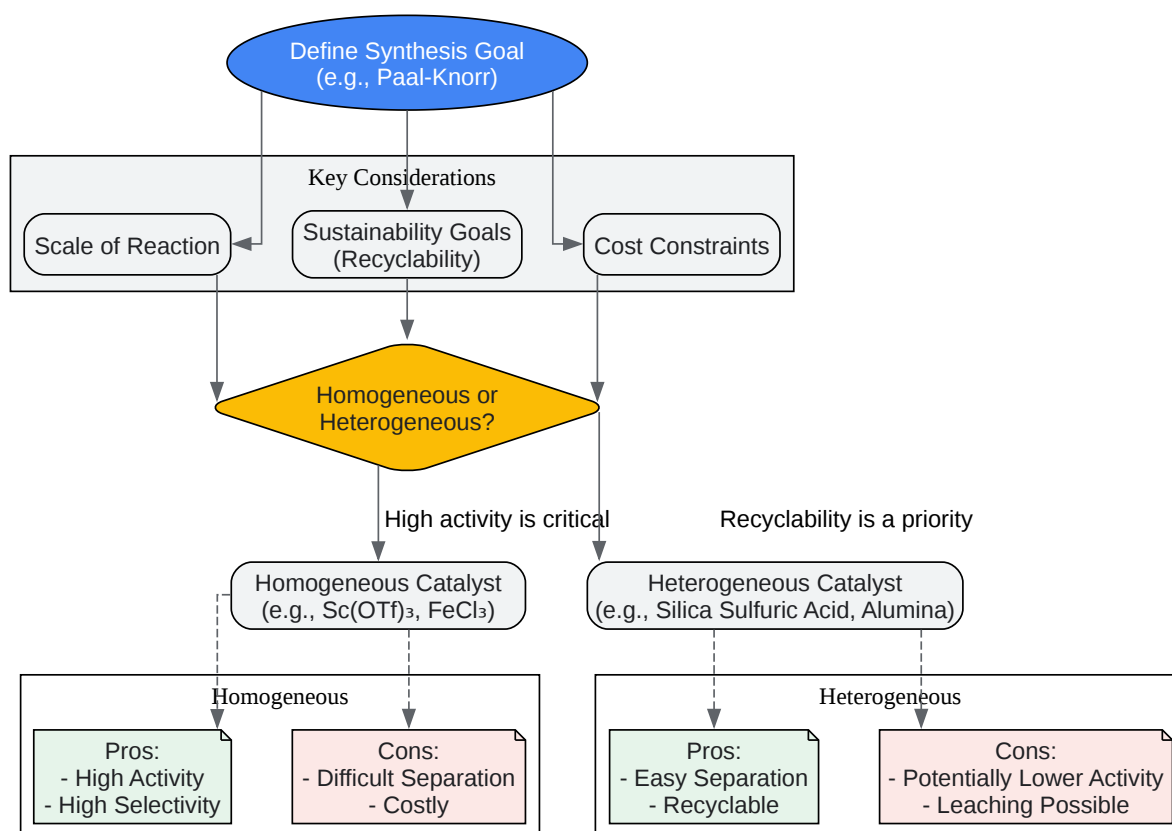 Define Synthesis Goal
(e.g., Paal-Knorr)
Key Considerations
Scale of Reaction
Sustainability Goals
(Recyclability)
Cost Constraints
Homogeneous or
Heterogeneous?
High activity is critical
Recyclability is a priority
Homogeneous Catalyst
(e.g., Sc(OTf)₃, FeCl₃)
Heterogeneous Catalyst
(e.g., Silica Sulfuric Acid, Alumina)
Homogeneous
Pros:
- High Activity
- High Selectivity
Cons:
- Difficult Separation
- Costly
Heterogeneous
Pros:
- Easy Separation
- Recyclable
Cons:
- Potentially Lower Activity
- Leaching Possible